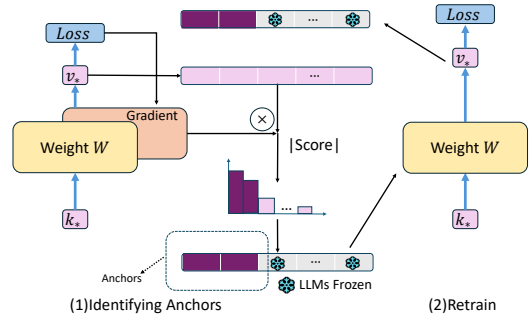 Loss
v*
Gradient
Weight W
k*
...
...
×
|Score|
...
...
Anchors
LLMs Frozen
(1)Identifying Anchors
Loss
v*
Weight W
k*
(2)Retrain